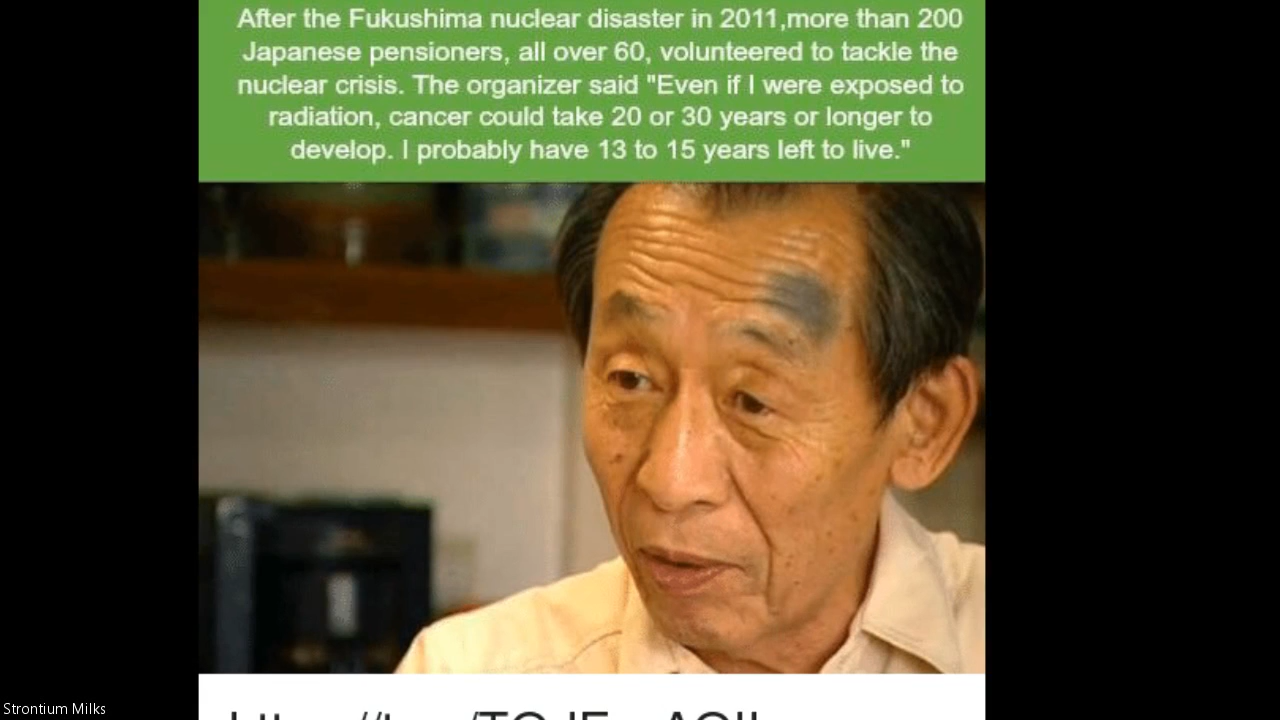 After the Fukushima nuclear disaster in 2011,more than 200
Japanese pensioners, all over 60, volunteered to tackle the
nuclear crisis. The organizer said "Even if I were exposed to
radiation, cancer could take 20 or 30 years or longer to
develop. I probably have 13 to 15 years left to live."
Strontium Milks